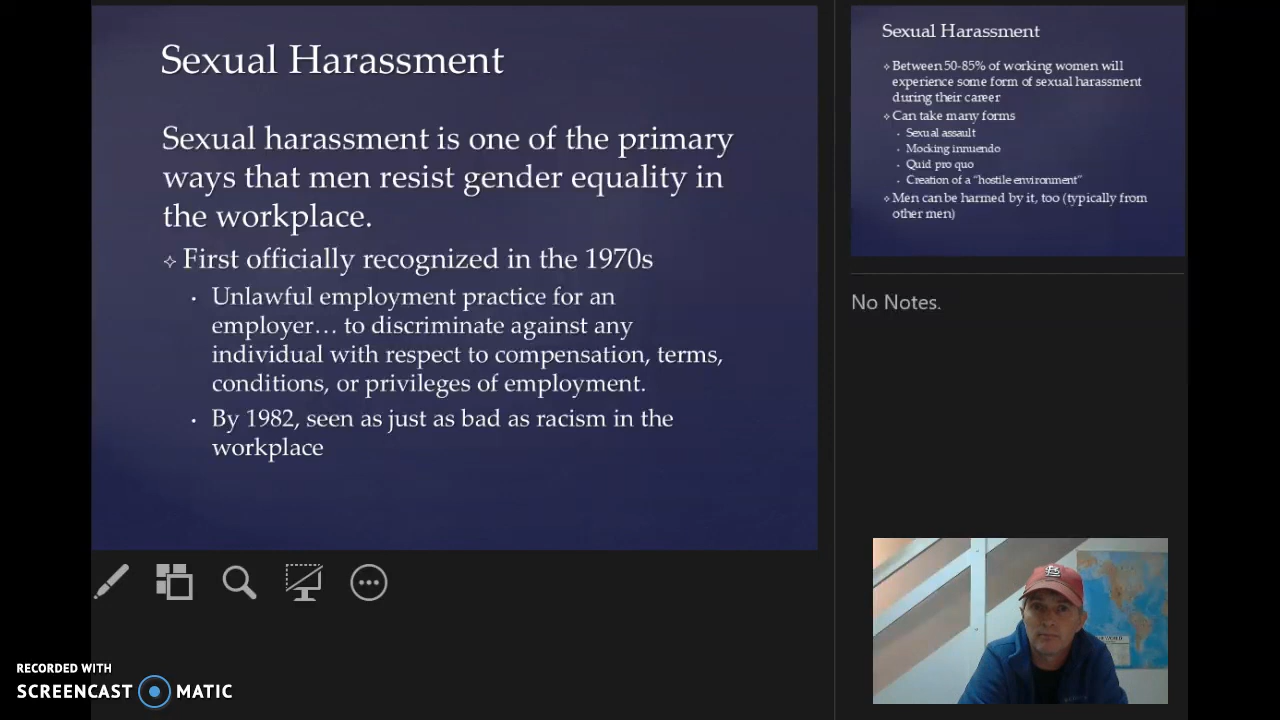 Sexual Harassment
Sexual harassment is one of the primary
ways that men resist gender equality in
the workplace.
First officially recognized in the 1970s
Unlawful employment practice for an
employer… to discriminate against any
individual with respect to compensation, terms,
conditions, or privileges of employment.
By 1982, seen as just as bad as racism in the
workplace
Sexual Harassment
Between 50-85% of working women will
experience some form of sexual harassment
during their career
Can take many forms
Sexual assault
Mocking innuendo
Quid pro quo
Creation of a “hostile environment”
Men can be harmed by it, too (typically from
other men)
No Notes.
RECORDED WITH
SCREENCAST MATIC